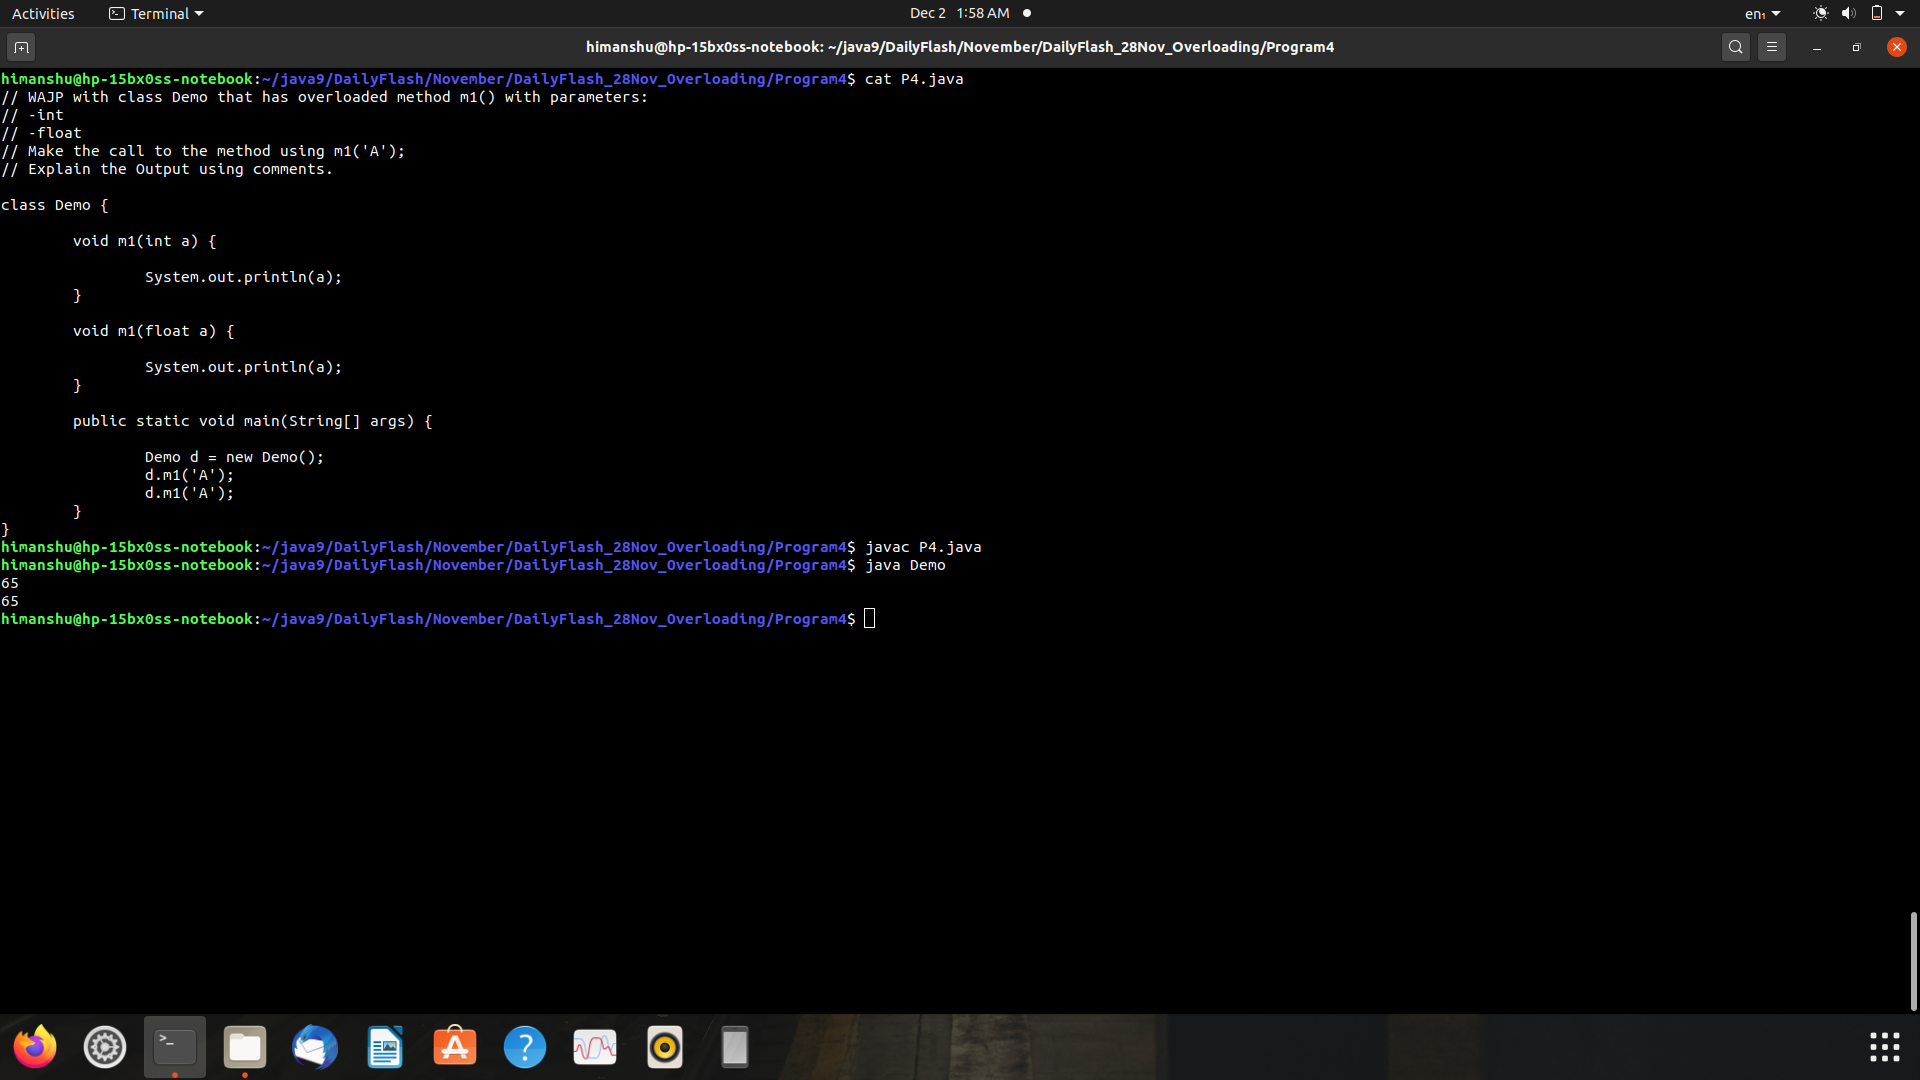 Activities
Terminal
Dec 2 1:58 AM
en₁
himanshu@hp-15bx0ss-notebook: ~/java9/DailyFlash/November/DailyFlash_28Nov_Overloading/Program4
himanshu@hp-15bx0ss-notebook:~/java9/DailyFlash/November/DailyFlash_28Nov_Overloading/Program4$ cat P4.java
// WAJP with class Demo that has overloaded method m1() with parameters:
// -int
// -float
// Make the call to the method using m1('A');
// Explain the Output using comments.
class Demo {
void m1(int a) {
System.out.println(a);
}
void m1(float a) {
System.out.println(a);
}
public static void main(String[] args) {
Demo d = new Demo();
d.m1('A');
d.m1('A');
}
}
himanshu@hp-15bx0ss-notebook:~/java9/DailyFlash/November/DailyFlash_28Nov_Overloading/Program4$ javac P4.java
himanshu@hp-15bx0ss-notebook:~/java9/DailyFlash/November/DailyFlash_28Nov_Overloading/Program4$ java Demo
65
65
himanshu@hp-15bx0ss-notebook:~/java9/DailyFlash/November/DailyFlash_28Nov_Overloading/Program4$